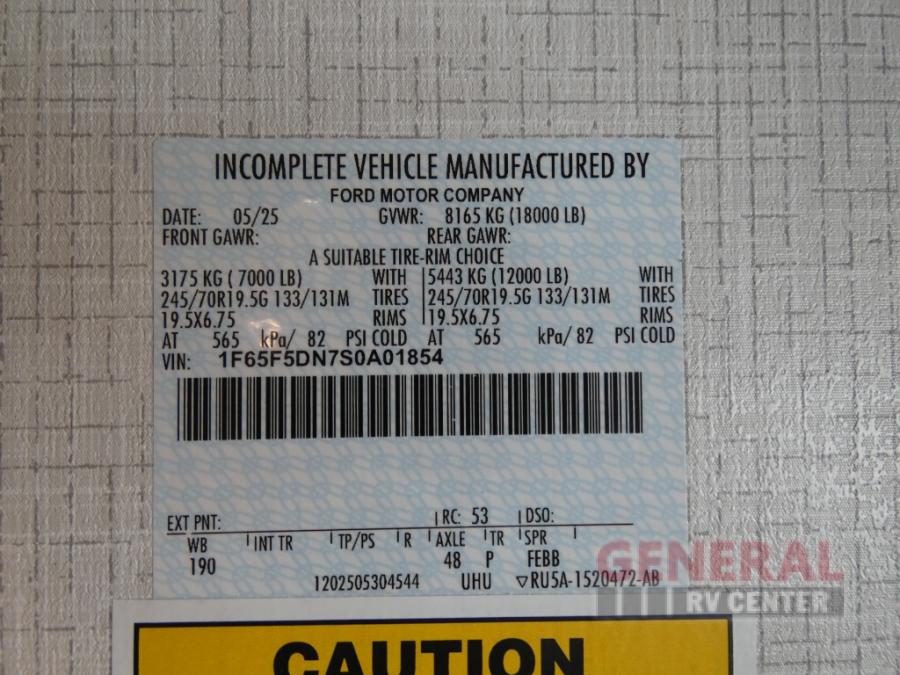 INCOMPLETE VEHICLE MANUFACTURED BY
FORD MOTOR COMPANY
DATE: 05/25 GVWR: 8165 KG (18000 LB)
FRONT GAWR: REAR GAWR:
A SUITABLE TIRE-RIM CHOICE
3175 KG ( 7000 LB) WITH 5443 KG (12000 LB) WITH
245/70R19.5G 133/131M TIRES 245/70R19.5G 133/131M TIRES
19.5X6.75 RIMS 19.5X6.75 RIMS
AT 565 kPa/ 82 PSI COLD AT 565 kPa/ 82 PSI COLD
VIN: 1F65F5DN7S0A01854
EXT PNT: RC: 53 DSO:
WB INT TR TP/PS R AXLE TR SPR
190 48 P FEBB
1202505304544 UHU ▽RU5A-1520472-AB
GENERAL
RV CENTER
CAUTION